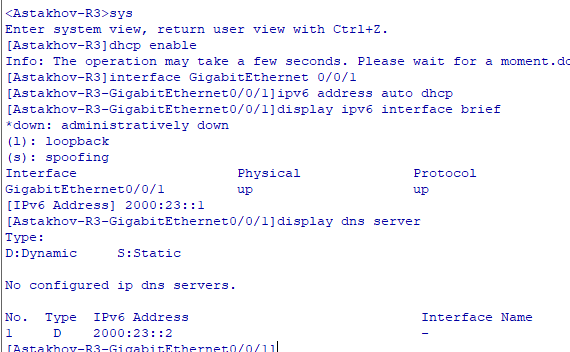 <Astakhov-R3>sys
Enter system view, return user view with Ctrl+Z.
[Astakhov-R3]dhcp enable
Info: The operation may take a few seconds. Please wait for a moment.do
[Astakhov-R3]interface GigabitEthernet 0/0/1
[Astakhov-R3-GigabitEthernet0/0/1]ipv6 address auto dhcp
[Astakhov-R3-GigabitEthernet0/0/1]display ipv6 interface brief
*down: administratively down
(l): loopback
(s): spoofing
Interface                    Physical              Protocol
GigabitEthernet0/0/1         up                    up
[IPv6 Address] 2000:23::1
[Astakhov-R3-GigabitEthernet0/0/1]display dns server
Type:
D:Dynamic     S:Static
No configured ip dns servers.
No.  Type  IPv6 Address                             Interface Name
1     D    2000:23::2                               -
[Astakhov-R3-GigabitEthernet0/0/1]